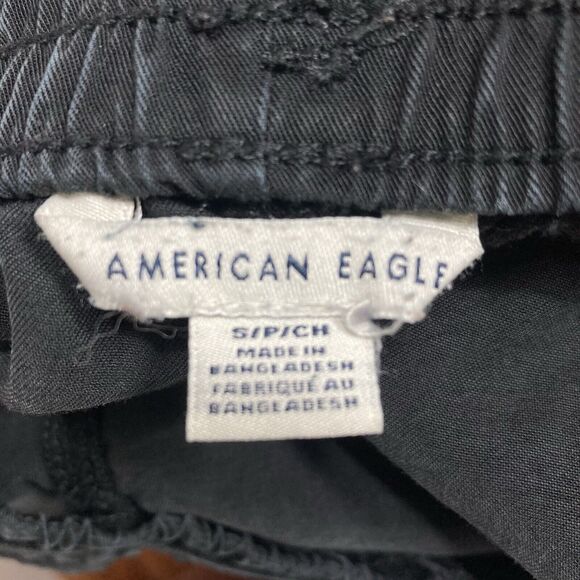 AMERICAN EAGLE
S/P/CH
MADE IN
BANGLADESH
FABRIQUÉ AU
BANGLADESH